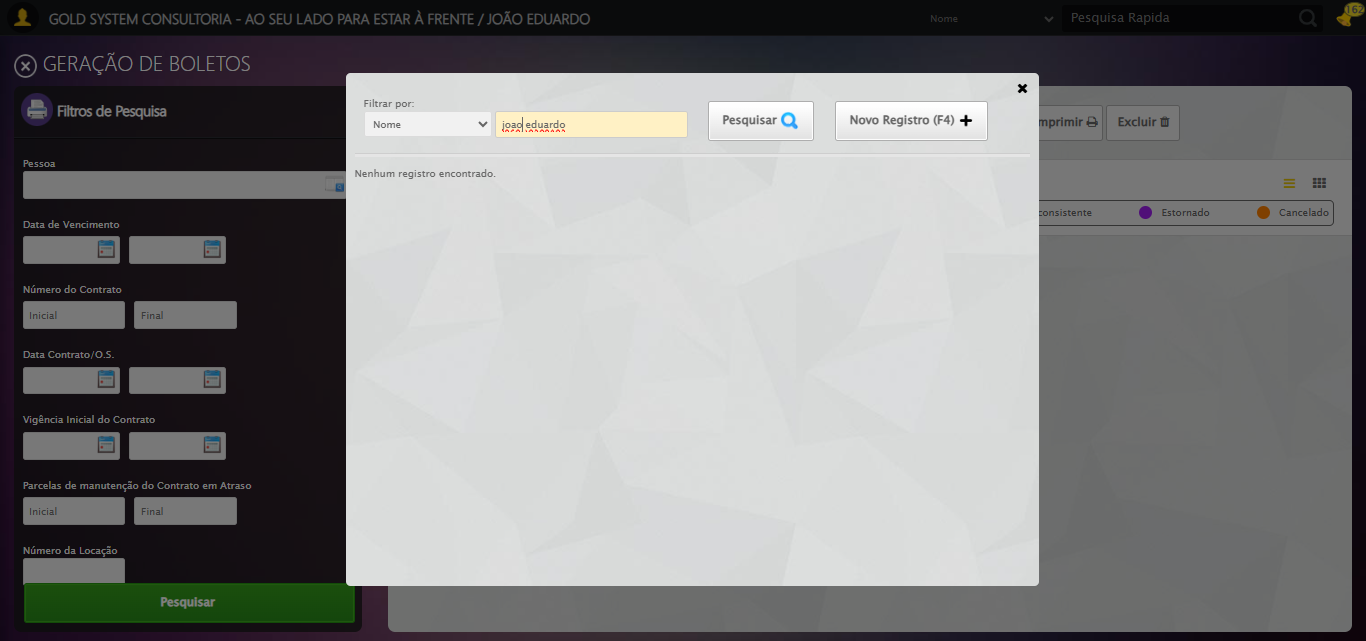 GOLD SYSTEM CONSULTORIA - AO SEU LADO PARA ESTAR À FRENTE / JOÃO EDUARDO
Nome
Pesquisa Rapida
162
GERAÇÃO DE BOLETOS
Filtros de Pesquisa
Pessoa
Data de Vencimento
Número do Contrato
Inicial
Final
Data Contrato/O.S.
Vigência Inicial do Contrato
Parcelas de manutenção do Contrato em Atraso
Inicial
Final
Número da Locação
Pesquisar
Filtrar por:
Nome
joao eduardo
Pesquisar
Novo Registro (F4)
Nenhum registro encontrado.
mprimir
Excluir
consistente
Estornado
Cancelado